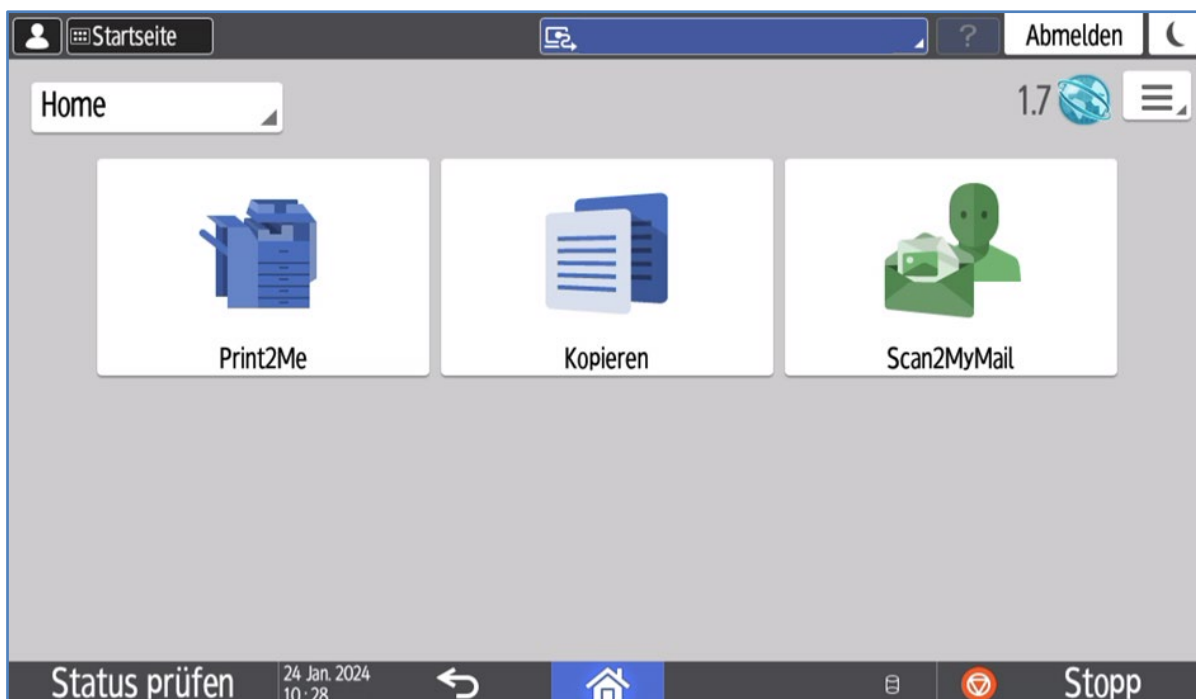 Startseite
?
Abmelden
Home
1.7
Print2Me
Kopieren
Scan2MyMail
Status prüfen
24 Jan. 2024
10:28
Stopp